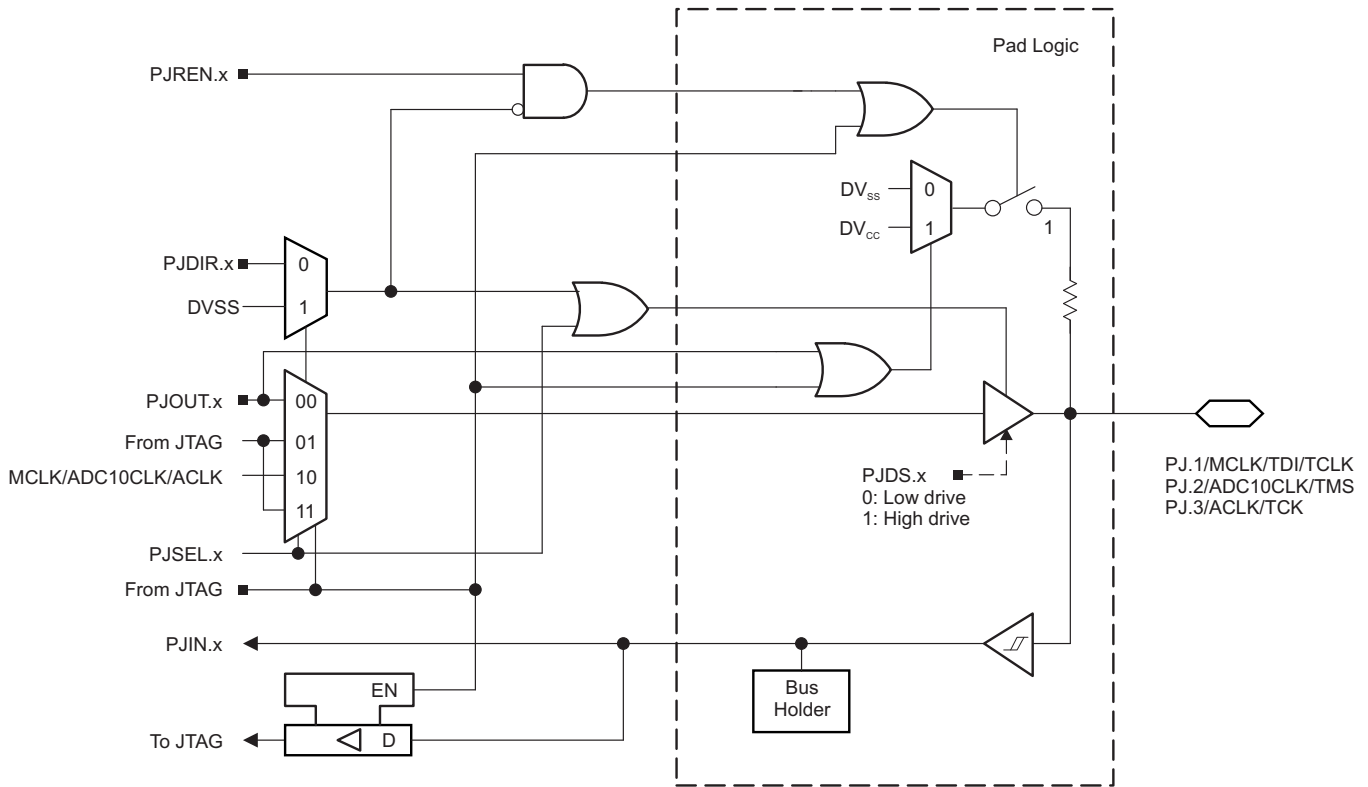 Pad Logic
PJREN.x
DVSS
0
DVCC
1
1
PJDIR.x
0
DVSS
1
PJOUT.x
00
From JTAG
01
MCLK/ADC10CLK/ACLK
10
11
PJDS.x
0: Low drive
1: High drive
PJ.1/MCLK/TDI/TCLK
PJ.2/ADC10CLK/TMS
PJ.3/ACLK/TCK
PJSEL.x
From JTAG
PJIN.x
EN
Bus
Holder
To JTAG
D